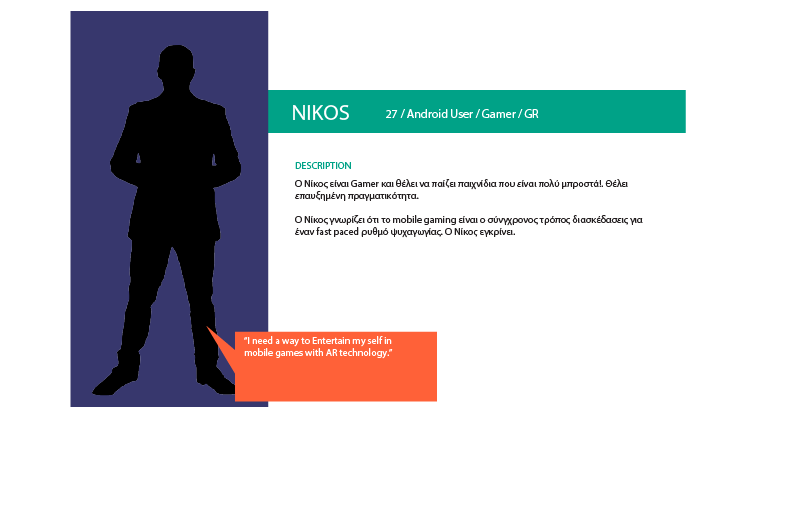 NIKOS
27 / Android User / Gamer / GR
DESCRIPTION
Ο Νίκος είναι Gamer και θέλει να παίζει παιχνίδια που είναι πολύ μπροστά!. Θέλει
επαυξημένη πραγματικότητα.
Ο Νίκος γνωρίζει ότι το mobile gaming είναι ο σύνχρονος τρόπος διασκέδασεις για
έναν fast paced ρυθμό ψυχαγωγίας. Ο Νίκος εγκρίνει.
"I need a way to Entertain my self in
mobile games with AR technology."